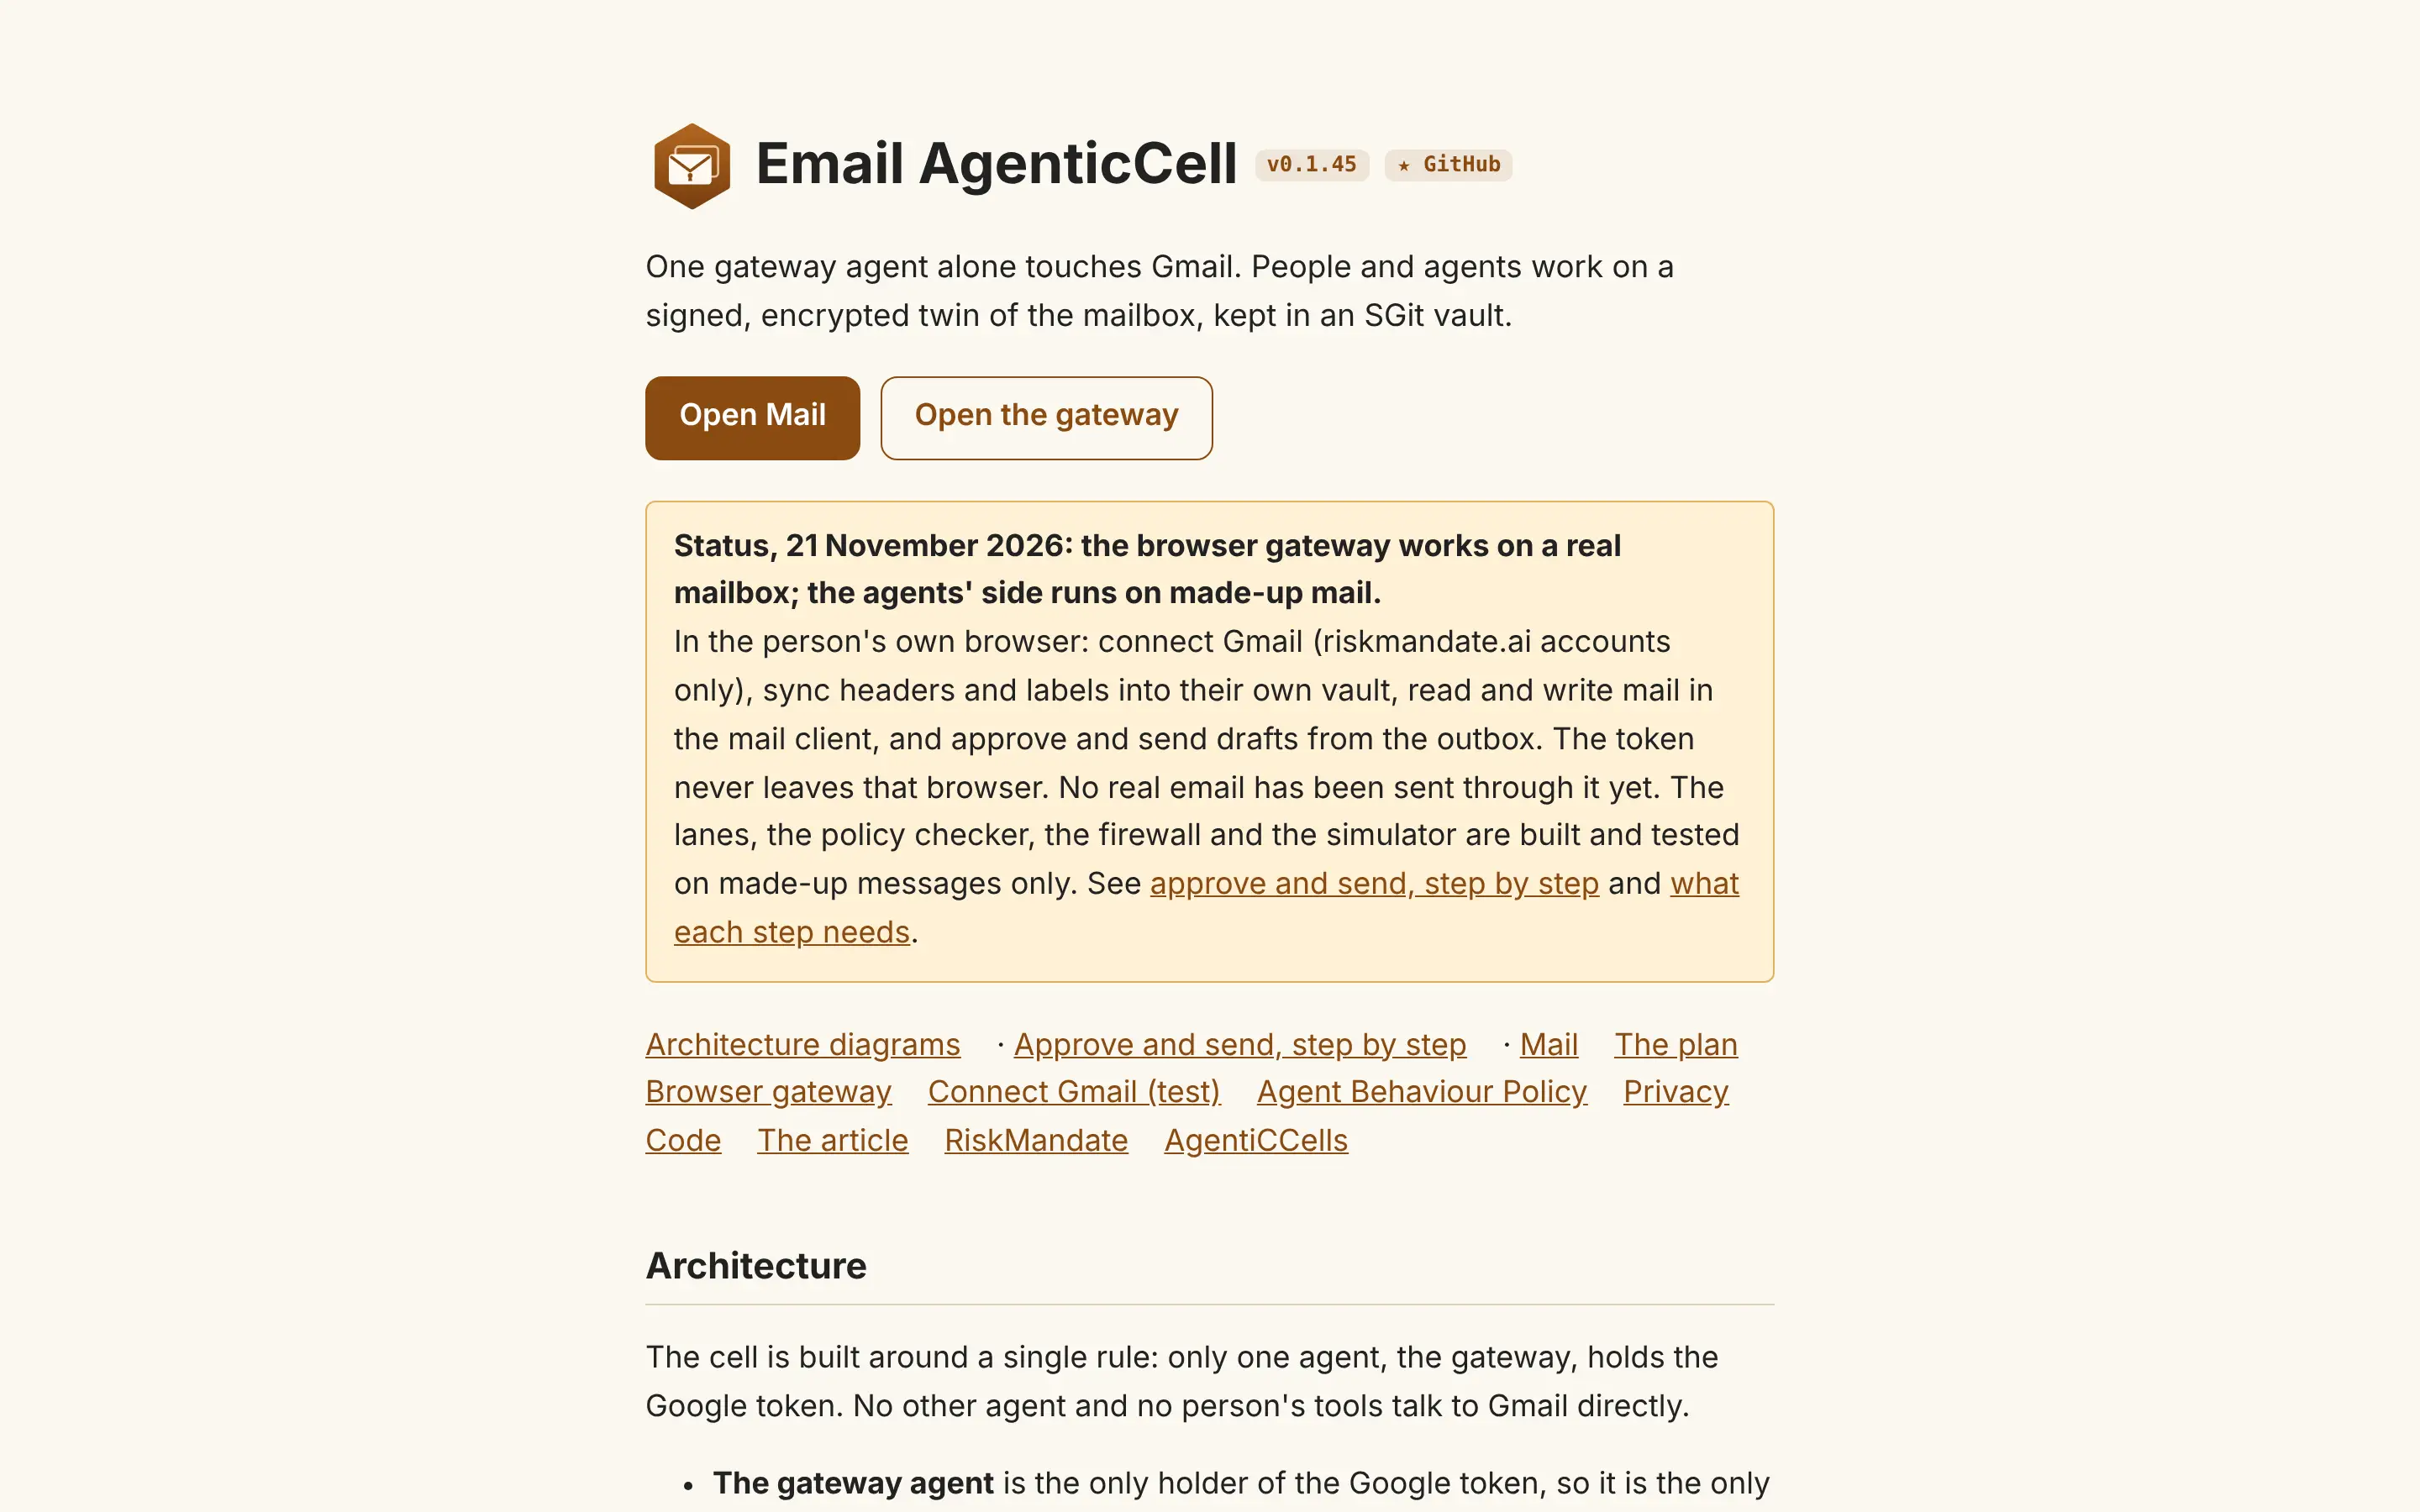 Email AgenticCell v0.1.45 ★ GitHub
One gateway agent alone touches Gmail. People and agents work on a
signed, encrypted twin of the mailbox, kept in an SGit vault.
Open Mail Open the gateway
Status, 21 November 2026: the browser gateway works on a real
mailbox; the agents' side runs on made-up mail.
In the person's own browser: connect Gmail (riskmandate.ai accounts
only), sync headers and labels into their own vault, read and write mail in
the mail client, and approve and send drafts from the outbox. The token
never leaves that browser. No real email has been sent through it yet. The
lanes, the policy checker, the firewall and the simulator are built and tested
on made-up messages only. See approve and send, step by step and what
each step needs.
Architecture diagrams · Approve and send, step by step · Mail The plan
Browser gateway Connect Gmail (test) Agent Behaviour Policy Privacy
Code The article RiskMandate AgentiCCells
Architecture
The cell is built around a single rule: only one agent, the gateway, holds the
Google token. No other agent and no person's tools talk to Gmail directly.
• The gateway agent is the only holder of the Google token, so it is the only